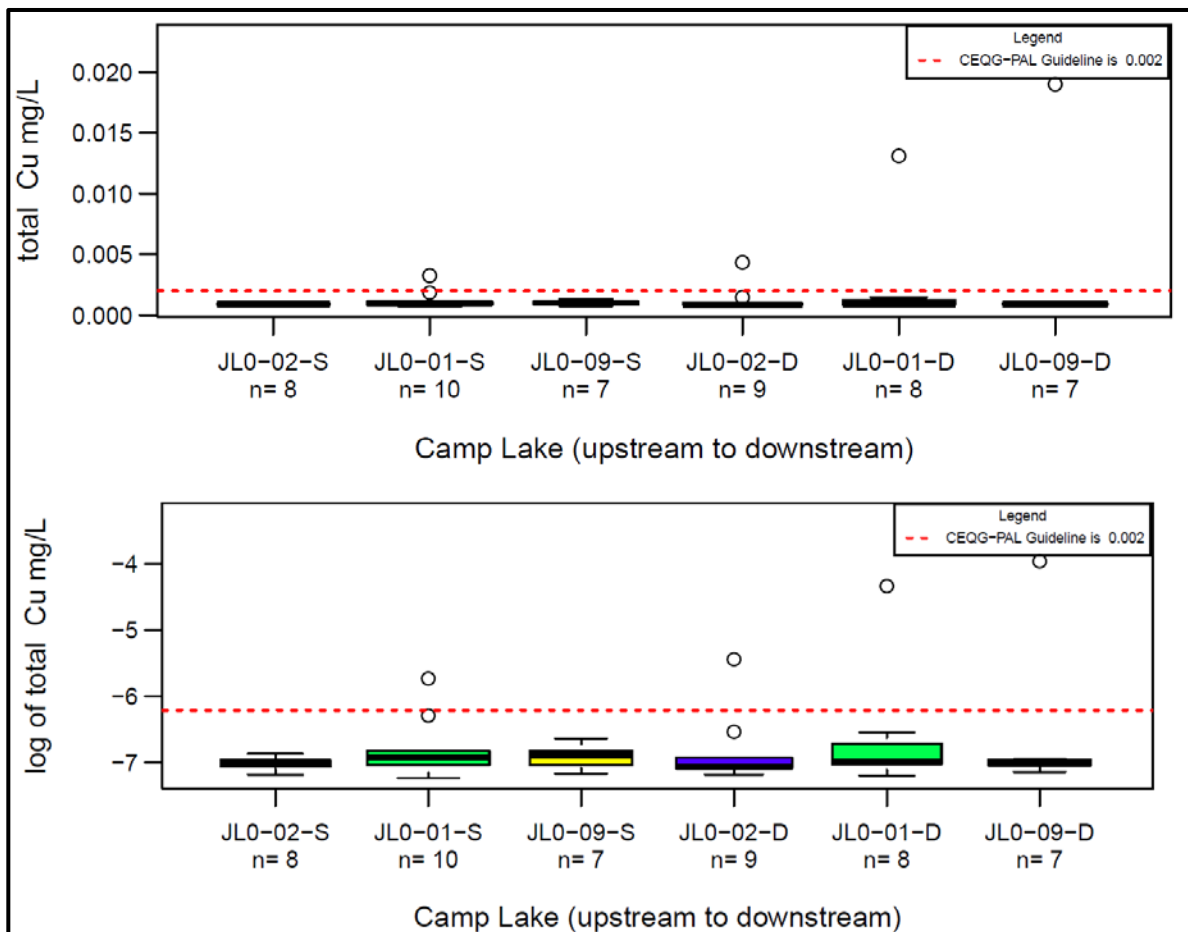 Legend
CEQG−PAL Guideline is 0.002
total Cu mg/L
0.020
0.015
0.010
0.005
0.000
JL0−02−S JL0−01−S JL0−09−S JL0−02−D JL0−01−D JL0−09−D
n= 8 n= 10 n= 7 n= 9 n= 8 n= 7
Camp Lake (upstream to downstream)
Legend
CEQG−PAL Guideline is 0.002
log of total Cu mg/L
−4
−5
−6
−7
JL0−02−S JL0−01−S JL0−09−S JL0−02−D JL0−01−D JL0−09−D
n= 8 n= 10 n= 7 n= 9 n= 8 n= 7
Camp Lake (upstream to downstream)